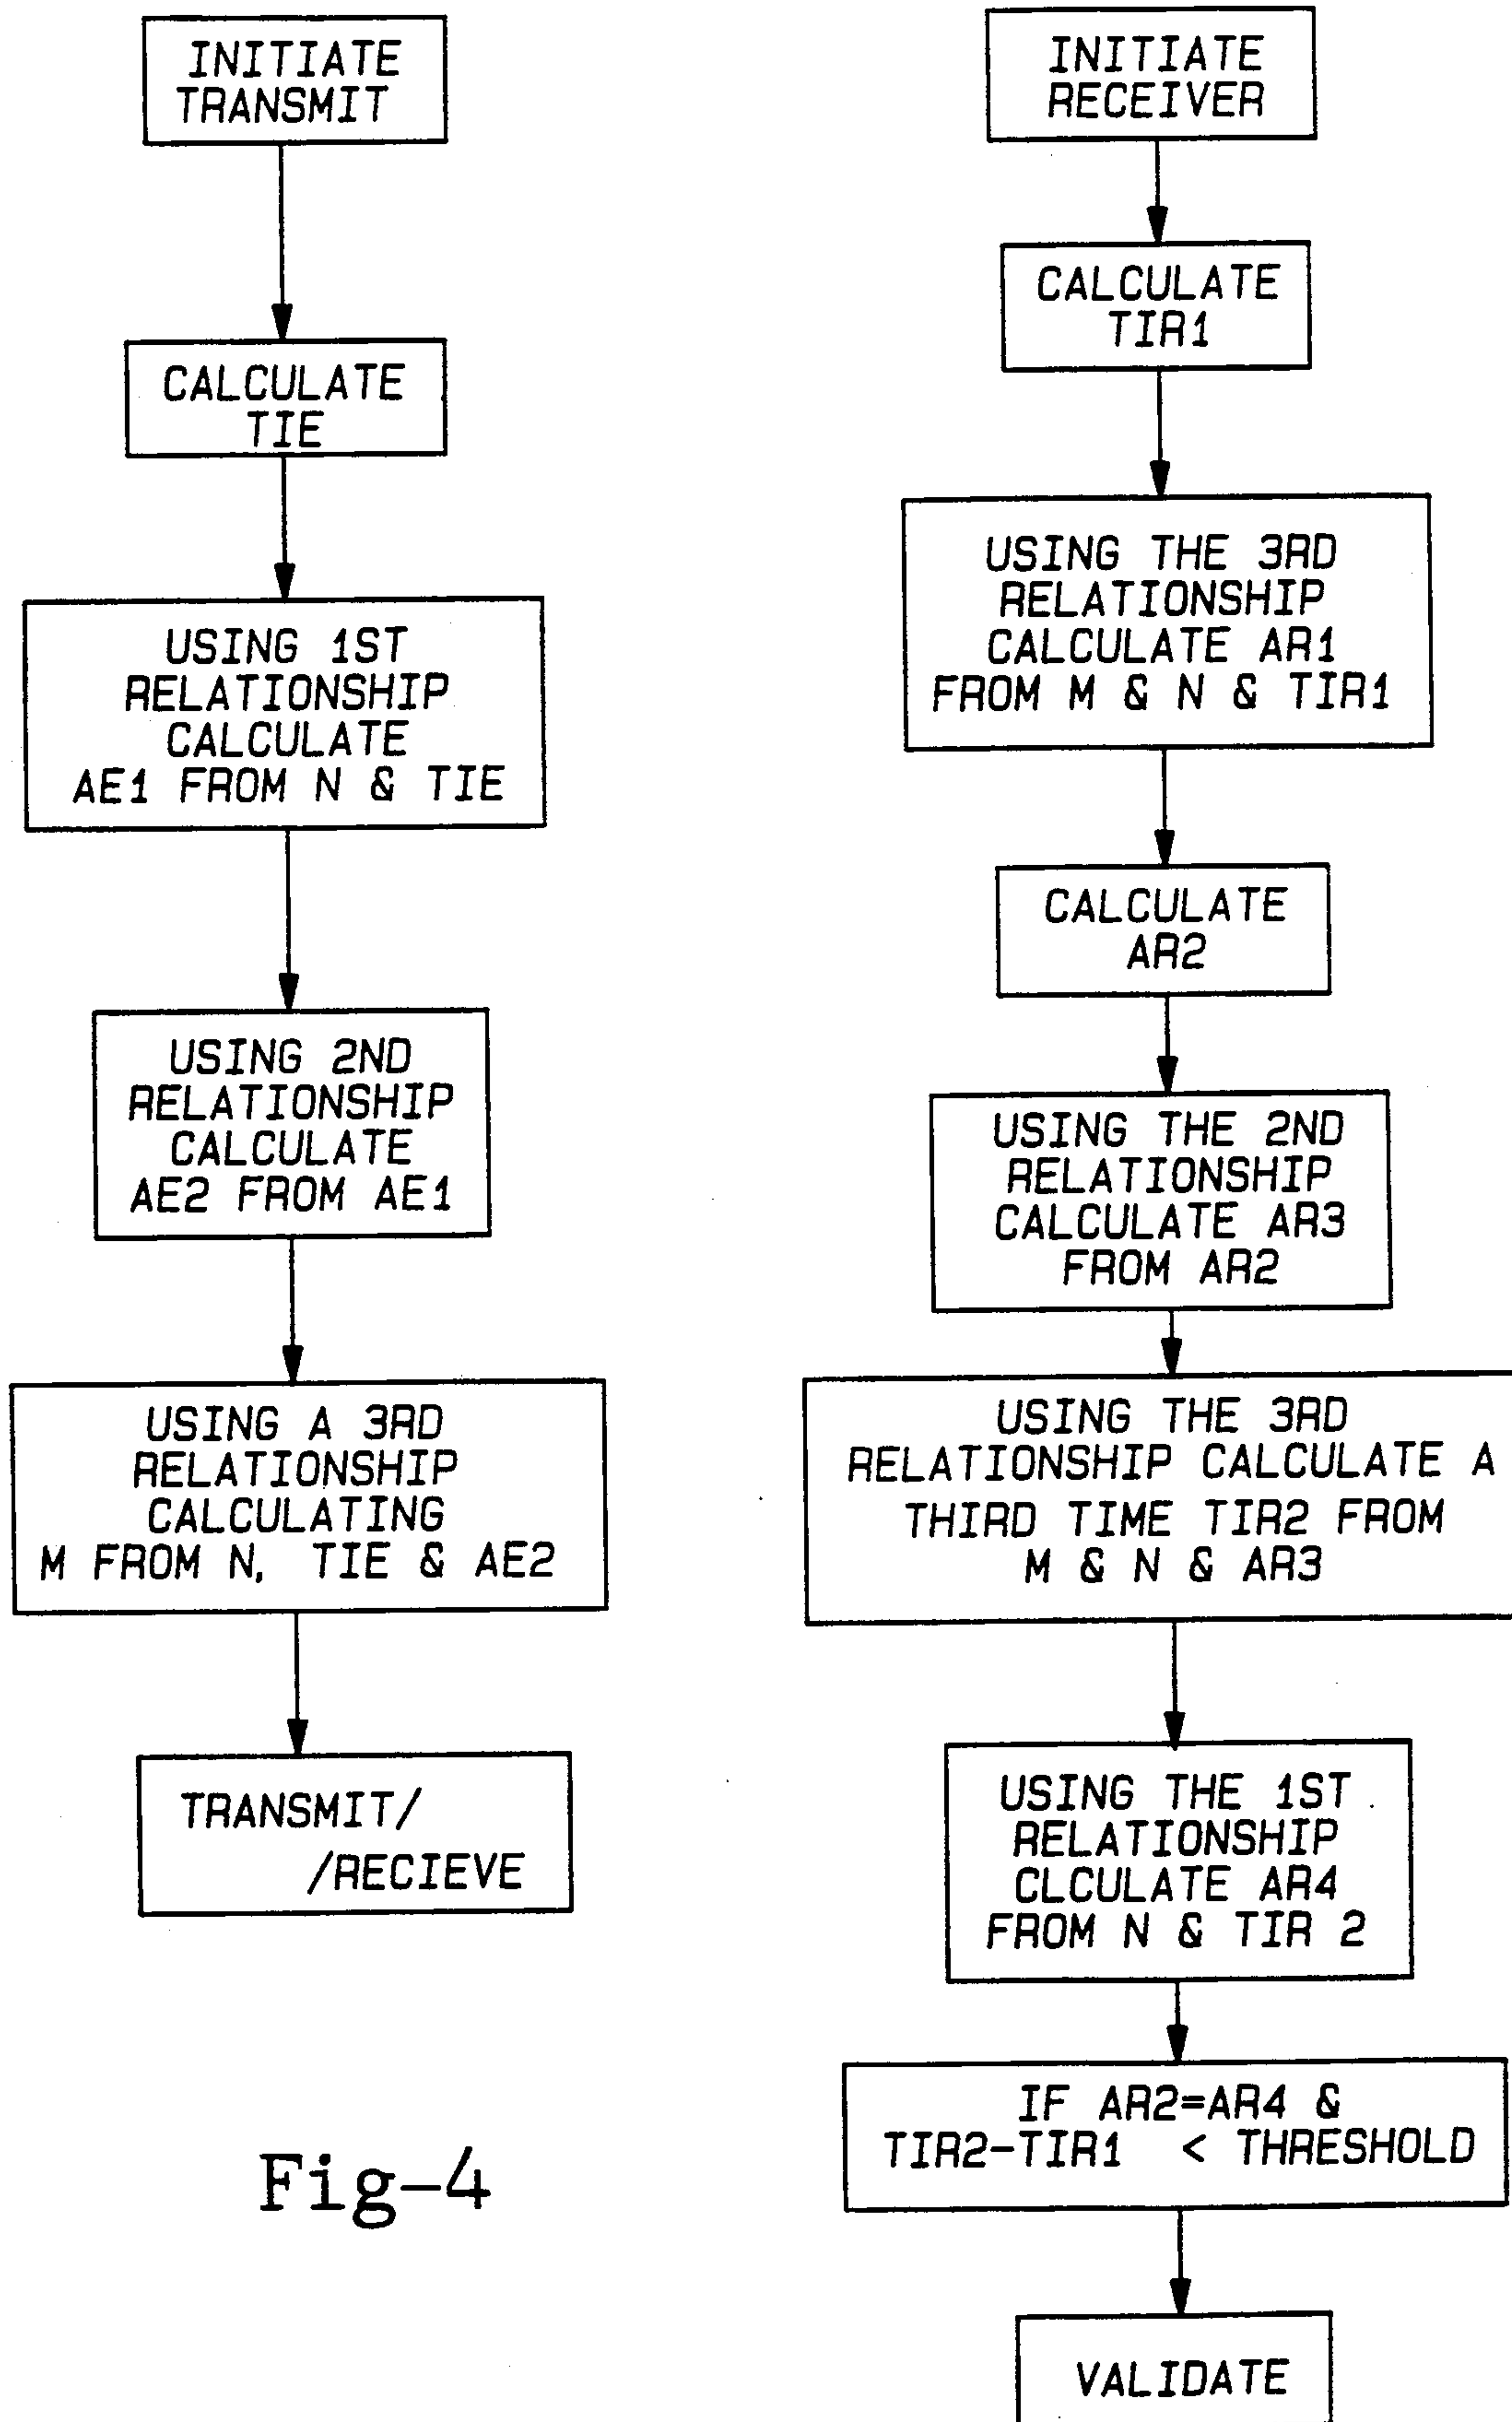 INITIATE
TRANSMIT
CALCULATE
TIE
USING 1ST
RELATIONSHIP
CALCULATE
AE1 FROM N & TIE
USING 2ND
RELATIONSHIP
CALCULATE
AE2 FROM AE1
USING A 3RD
RELATIONSHIP
CALCULATING
M FROM N, TIE & AE2
TRANSMIT/
/RECIEVE
INITIATE
RECEIVER
CALCULATE
TIR1
USING THE 3RD
RELATIONSHIP
CALCULATE AR1
FROM M & N & TIR1
CALCULATE
AR2
USING THE 2ND
RELATIONSHIP
CALCULATE AR3
FROM AR2
USING THE 3RD
RELATIONSHIP CALCULATE A
THIRD TIME TIR2 FROM
M & N & AR3
USING THE 1ST
RELATIONSHIP
CLCULATE AR4
FROM N & TIR 2
IF AR2=AR4 &
TIR2-TIR1 < THRESHOLD
VALIDATE
Fig-4